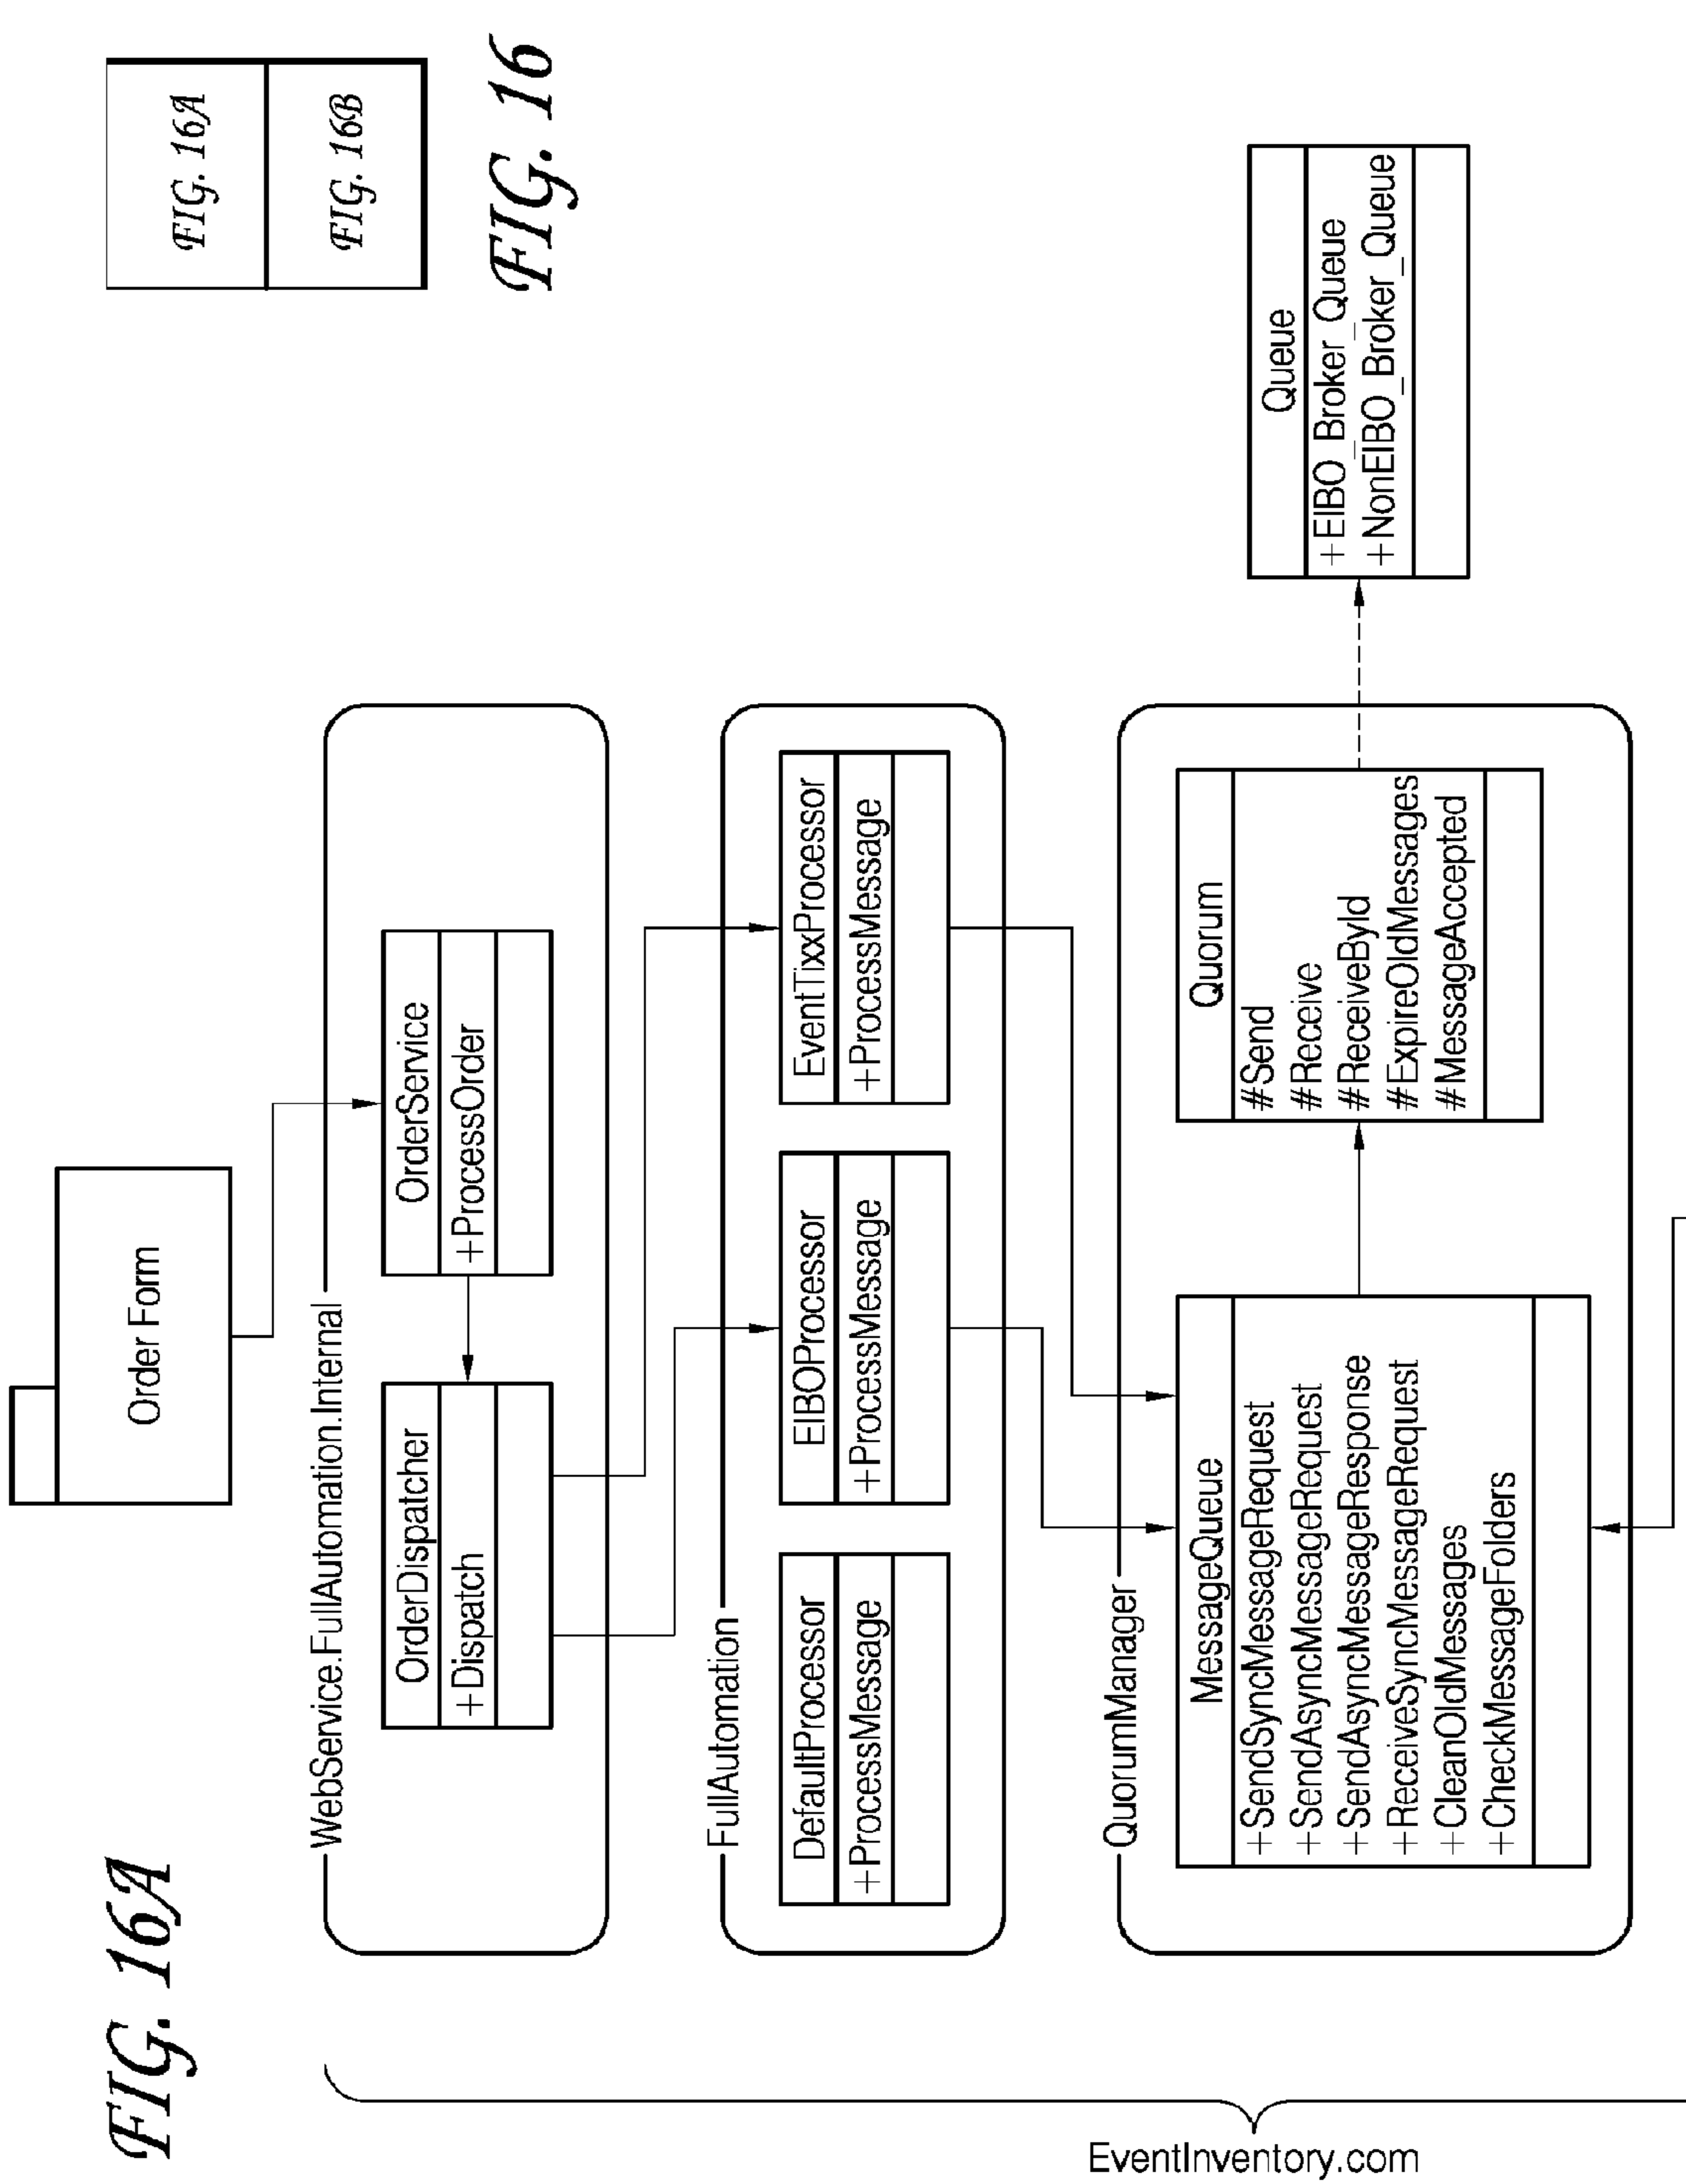 FIG. 16A
FIG. 16A
FIG. 16B
FIG. 16
Order Form
WebService.FullAutomation.Internal
OrderDispatcher
+Dispatch
OrderService
+ProcessOrder
FullAutomation
DefaultProcessor
+ProcessMessage
EIBOProcessor
+ProcessMessage
EventTixxProcessor
+ProcessMessage
QuorumManager
MessageQueue
+SendSyncMessageRequest
+SendAsyncMessageRequest
+SendAsyncMessageResponse
+ReceiveSyncMessageRequest
+CleanOldMessages
+CheckMessageFolders
Quorum
#Send
#Receive
#ReceiveById
#ExpireOldMessages
#MessageAccepted
Queue
+EIBO_Broker_Queue
+NonEIBO_Broker_Queue
EventInventory.com